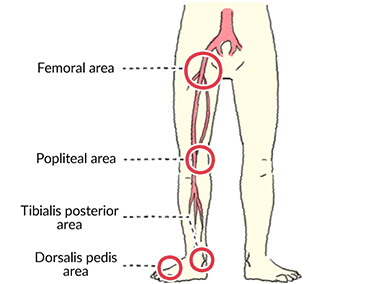 Femoral area
Popliteal area
Tibialis posterior
area
Dorsalis pedis
area